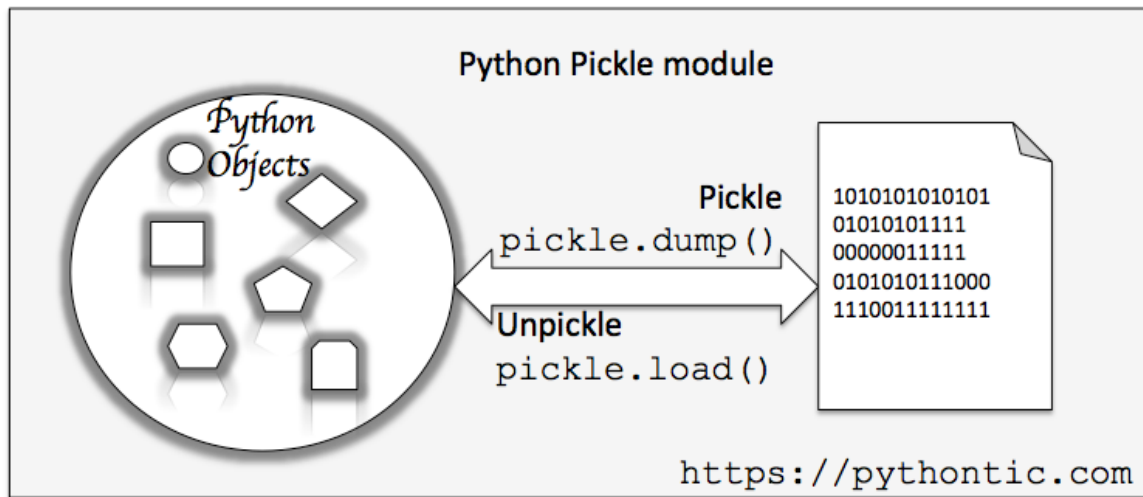 Python Pickle module
Python
Objects
Pickle
pickle.dump()
Unpickle
pickle.load()
1010101010101
01010101111
00000011111
0101010111000
1110011111111
https://pythontic.com